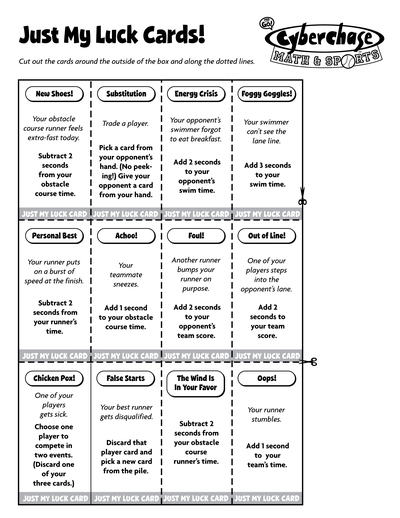 Just My Luck Cards!
GO!
Cyberchase
MATH & SPORTS
Cut out the cards around the outside of the box and along the dotted lines.
New Shoes!
Your obstacle
course runner feels
extra-fast today.
Subtract 2
seconds
from your
obstacle
course time.
JUST MY LUCK CARD
Substitution
Trade a player.
Pick a card from
your opponent's
hand. (No peek-
ing!) Give your
opponent a card
from your hand.
JUST MY LUCK CARD
Energy Crisis
Your opponent's
swimmer forgot
to eat breakfast.
Add 2 seconds
to your
opponent's
swim time.
JUST MY LUCK CARD
Foggy Goggles!
Your swimmer
can't see the
lane line.
Add 3 seconds
to your
swim time.
JUST MY LUCK CARD
Personal Best
Your runner puts
on a burst of
speed at the finish.
Subtract 2
seconds from
your runner's
time.
JUST MY LUCK CARD
Achoo!
Your
teammate
sneezes.
Add 1 second
to your obstacle
course time.
JUST MY LUCK CARD
Foul!
Another runner
bumps your
runner on
purpose.
Add 2 seconds
to your
opponent's
team score.
JUST MY LUCK CARD
Out of Line!
One of your
players steps
into the
opponent's lane.
Add 2
seconds to
your team
score.
JUST MY LUCK CARD
Chicken Pox!
One of your
players
gets sick.
Choose one
player to
compete in
two events.
(Discard one
of your
three cards.)
JUST MY LUCK CARD
False Starts
Your best runner
gets disqualified.
Discard that
player card and
pick a new card
from the pile.
JUST MY LUCK CARD
The Wind Is
In Your Favor
Subtract 2
seconds from
your obstacle
course
runner's time.
JUST MY LUCK CARD
Oops!
Your runner
stumbles.
Add 1 second
to your
team's time.
JUST MY LUCK CARD